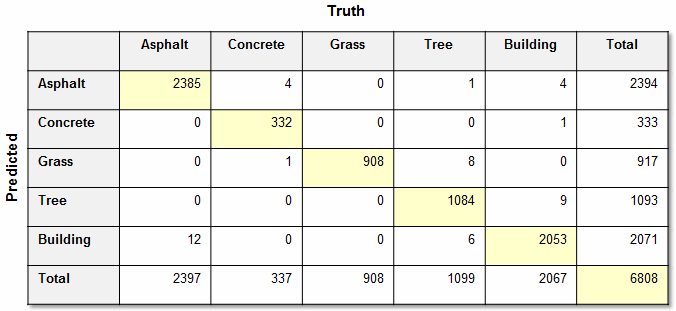 Truth
Asphalt Concrete Grass Tree Building Total
Asphalt 2385 4 0 1 4 2394
Concrete 0 332 0 0 1 333
Grass 0 1 908 8 0 917
Tree 0 0 0 1084 9 1093
Building 12 0 0 6 2053 2071
Total 2397 337 908 1099 2067 6808
Predicted